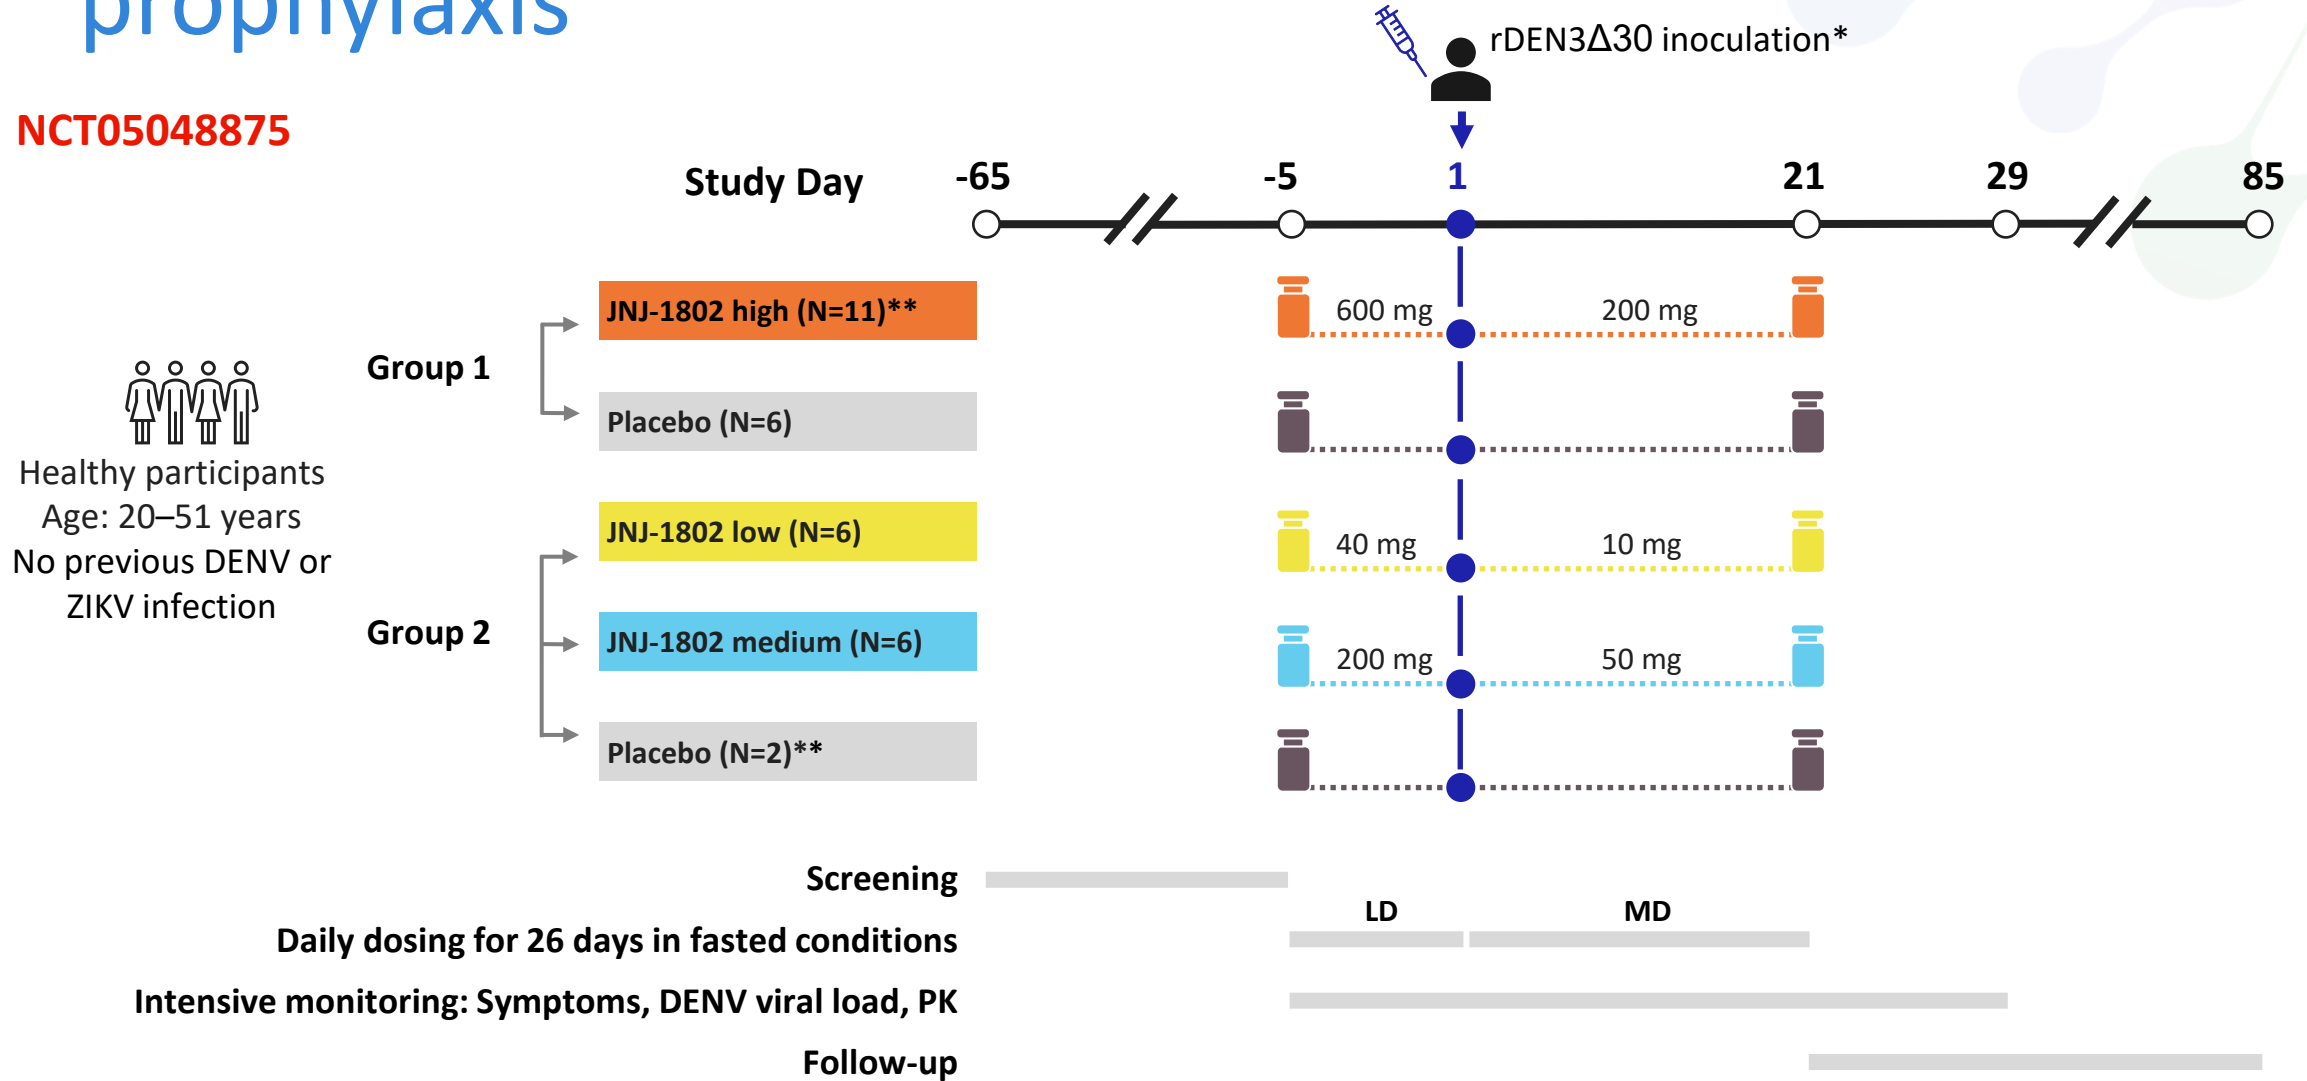 prophylaxis
NCT05048875
rDEN3Δ30 inoculation*
Study Day
-65
-5
1
21
29
85
Healthy participants
Age: 20–51 years
No previous DENV or
ZIKV infection
Group 1
JNJ-1802 high (N=11)**
600 mg
200 mg
Placebo (N=6)
Group 2
JNJ-1802 low (N=6)
40 mg
10 mg
JNJ-1802 medium (N=6)
200 mg
50 mg
Placebo (N=2)**
Screening
LD
MD
Daily dosing for 26 days in fasted conditions
Intensive monitoring: Symptoms, DENV viral load, PK
Follow-up